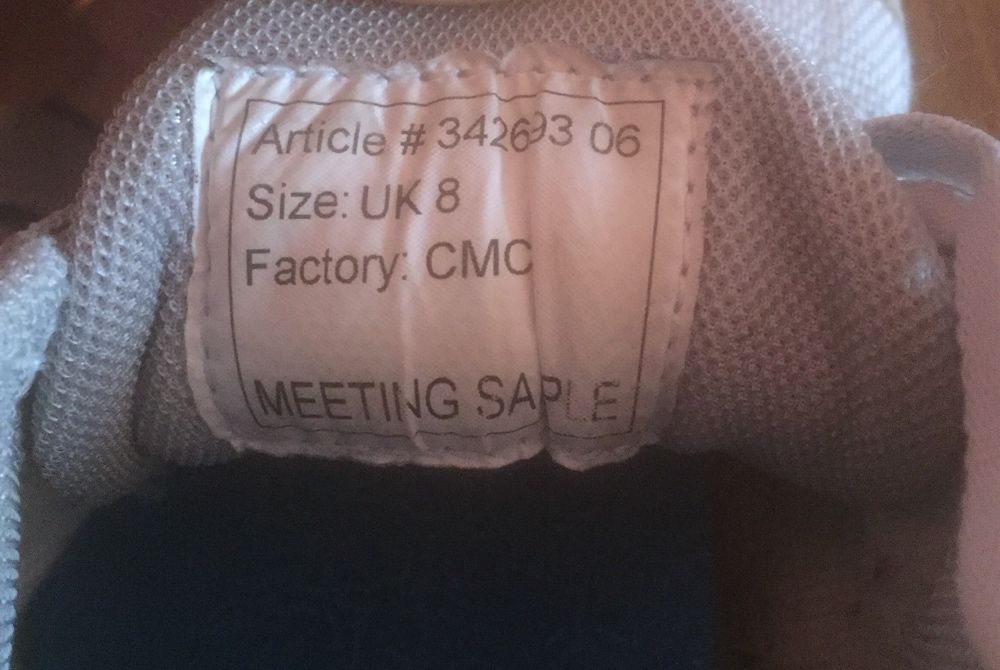 Article # 342693 06
Size: UK 8
Factory: CMC
MEETING SAPLE